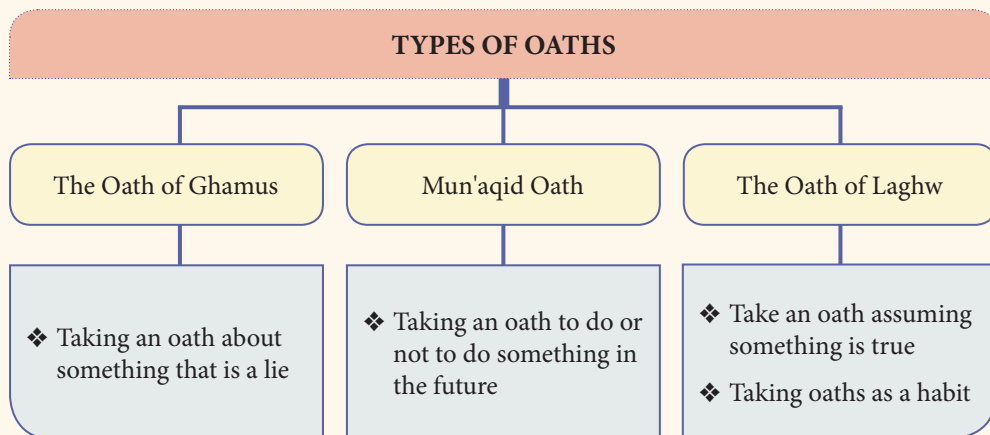 TYPES OF OATHS
The Oath of Ghamus
Mun'aqid Oath
The Oath of Laghw
❖ Taking an oath about
something that is a lie
❖ Taking an oath to do or
not to do something in
the future
❖ Take an oath assuming
something is true
❖ Taking oaths as a habit